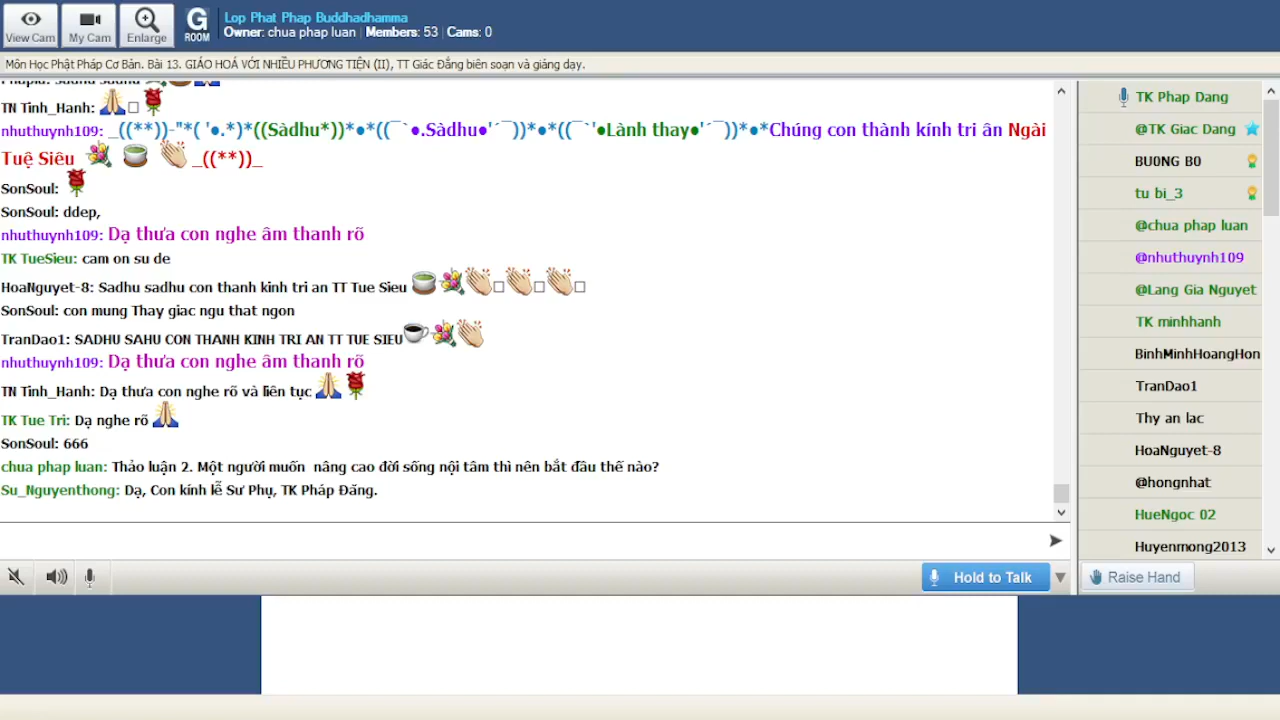 View Cam
My Cam
Enlarge
G
ROOM
Lop Phat Phap Buddhadhamma
Owner: chua phap luan | Members: 53 | Cams: 0
Môn Học Phật Pháp Cơ Bản. Bài 13. GIÁO HOÁ VỚI NHIỀU PHƯƠNG TIỆN (II), TT Giác Đẳng biên soạn và giảng dạy.
TN Tinh_Hanh:
nhuthuynh109: _((**))-"*( '●.*)*((Sàdhu*))*●*((¯`●.Sàdhu●'´¯))*●*((¯`'●Lành thay●'´¯))*●*Chúng con thành kính tri ân Ngài
Tuệ Siêu _((**))_
SonSoul:
SonSoul: ddep,
nhuthuynh109: Dạ thưa con nghe âm thanh rõ
TK TueSieu: cam on su de
HoaNguyet-8: Sadhu sadhu con thanh kinh tri an TT Tue Sieu
SonSoul: con mung Thay giac ngu that ngon
TranDao1: SADHU SAHU CON THANH KINH TRI AN TT TUE SIEU
nhuthuynh109: Dạ thưa con nghe âm thanh rõ
TN Tinh_Hanh: Dạ thưa con nghe rõ và liên tục
TK Tue Tri: Dạ nghe rõ
SonSoul: 666
chua phap luan: Thảo luận 2. Một người muốn nâng cao đời sống nội tâm thì nên bắt đầu thế nào?
Su_Nguyenthong: Dạ, Con kính lễ Sư Phụ, TK Pháp Đăng.
Hold to Talk
TK Phap Dang
@TK Giac Dang
BU0NG B0
tu bi_3
@chua phap luan
@nhuthuynh109
@Lang Gia Nguyet
TK minhhanh
BinhMinhHoangHon
TranDao1
Thy an lac
HoaNguyet-8
@hongnhat
HueNgoc 02
Huyenmong2013
Raise Hand